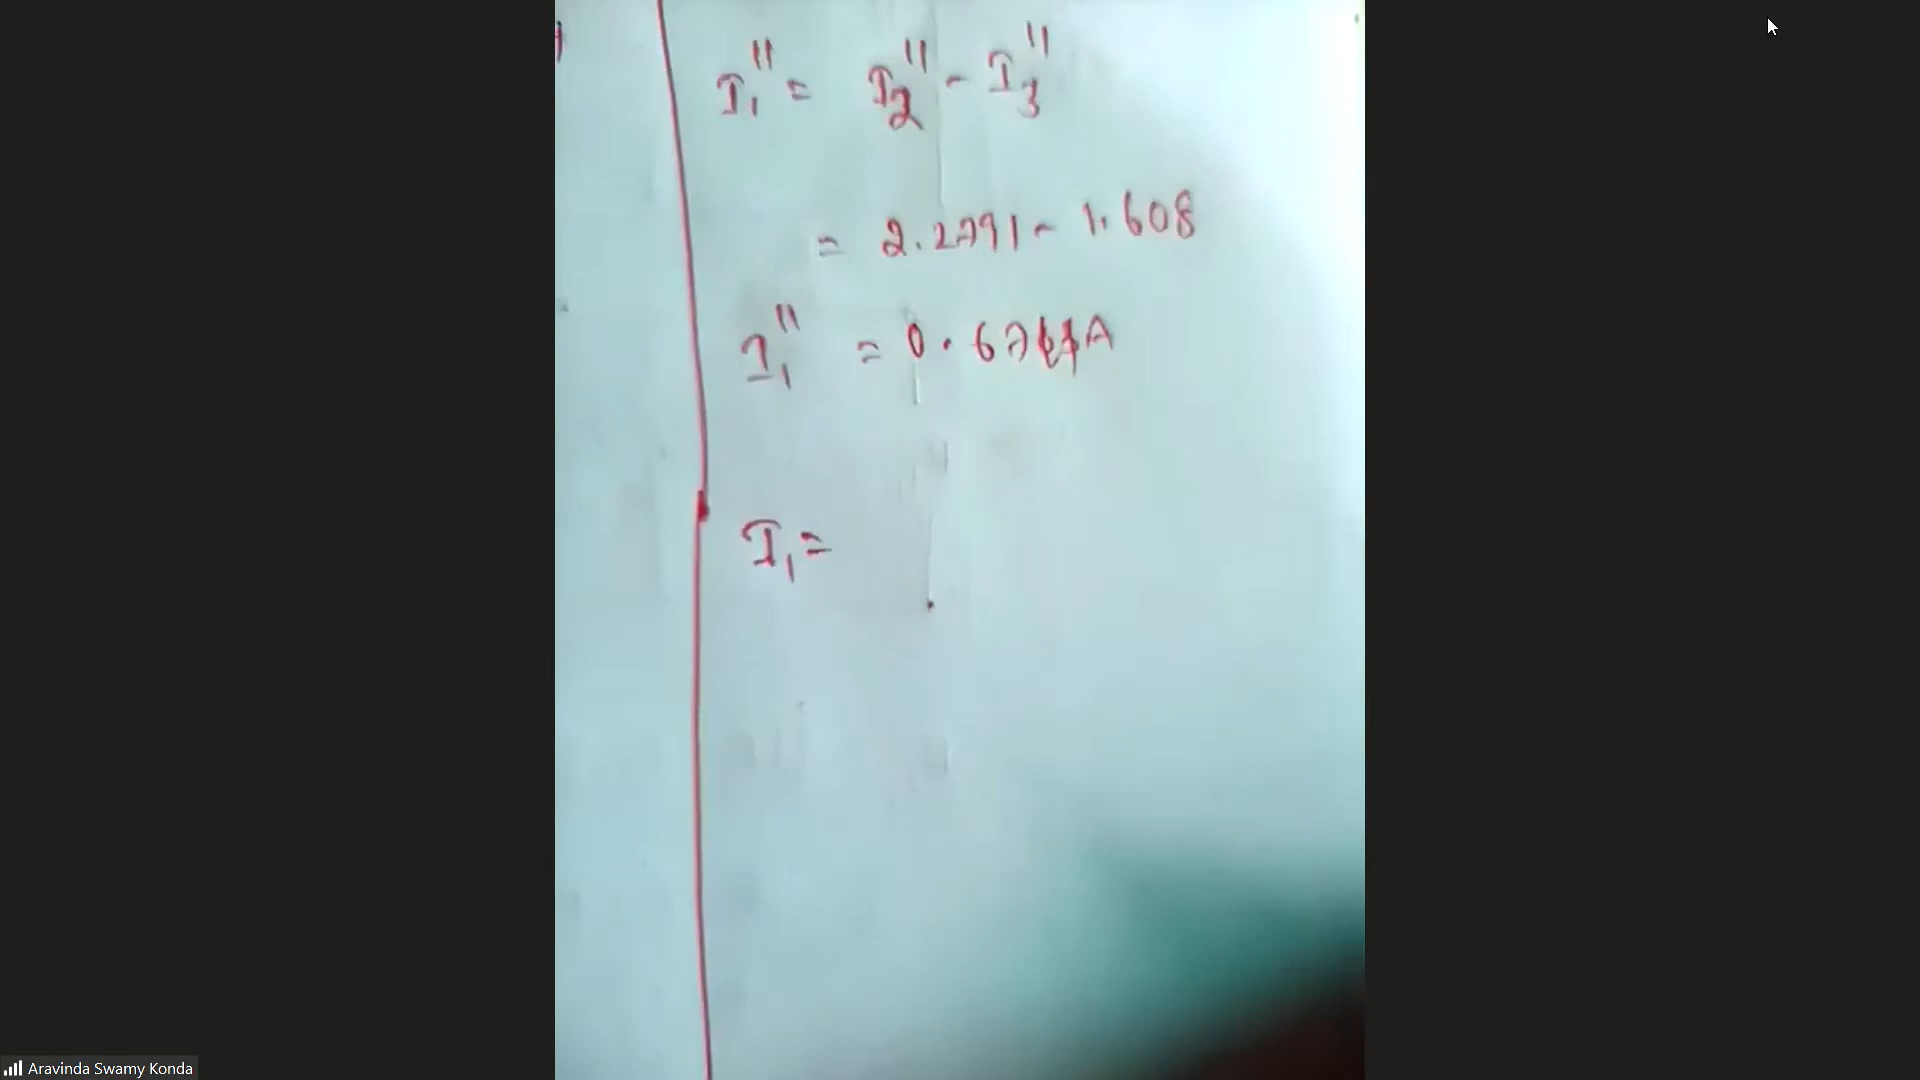 I₁'' = I₂'' - I₃''
= 2.2791 - 1.608
I₁'' = 0.67
I₁ =
Aravinda Swamy Konda